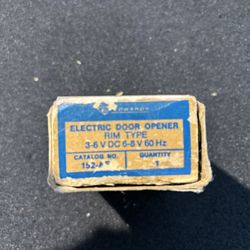 ELECTRIC DOOR OPENER
RIM TYPE
3-6 V DC 6-8 V 60 Hz
CATALOG NO.
QUANTITY
1